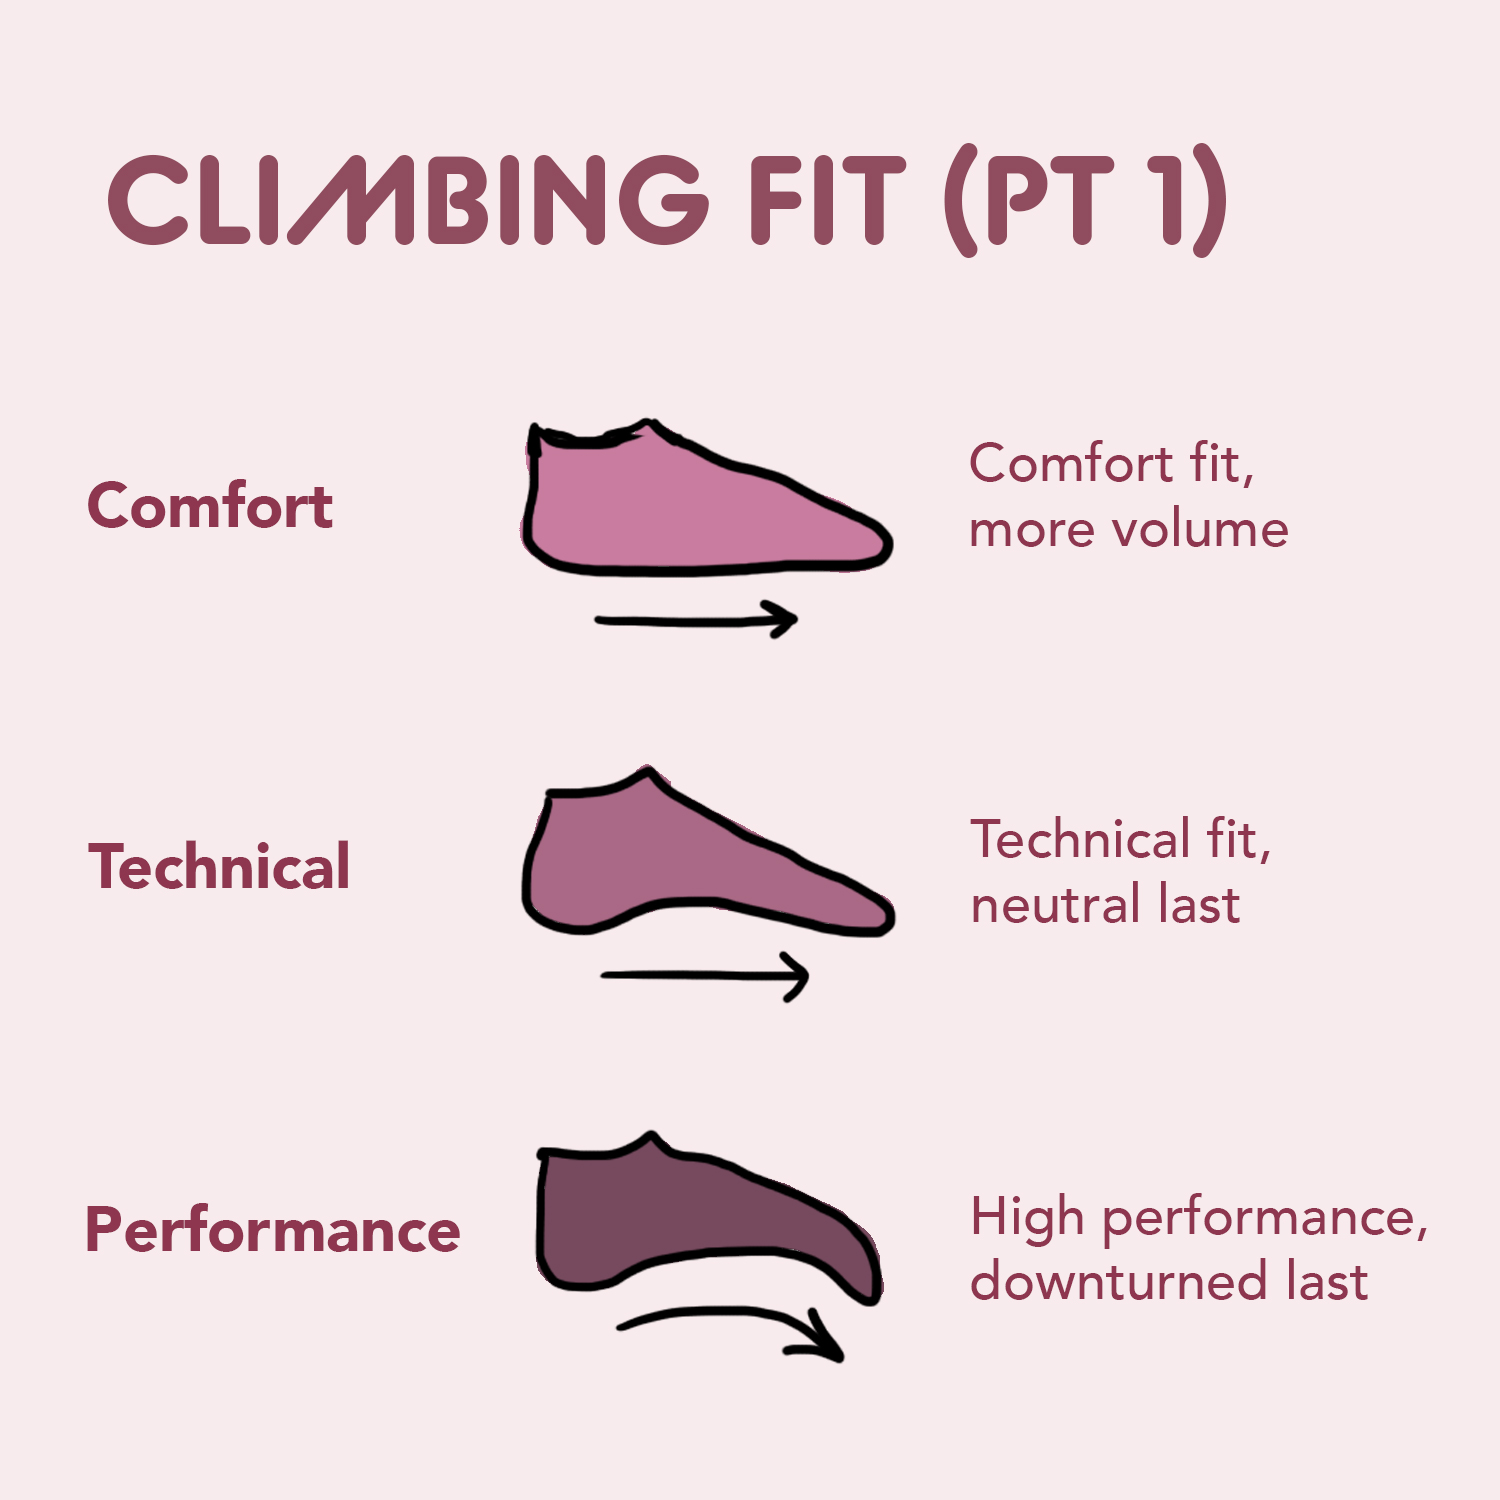 CLIMBING FIT (PT 1)
Comfort
Comfort fit,
more volume
Technical
Technical fit,
neutral last
Performance
High performance,
downturned last